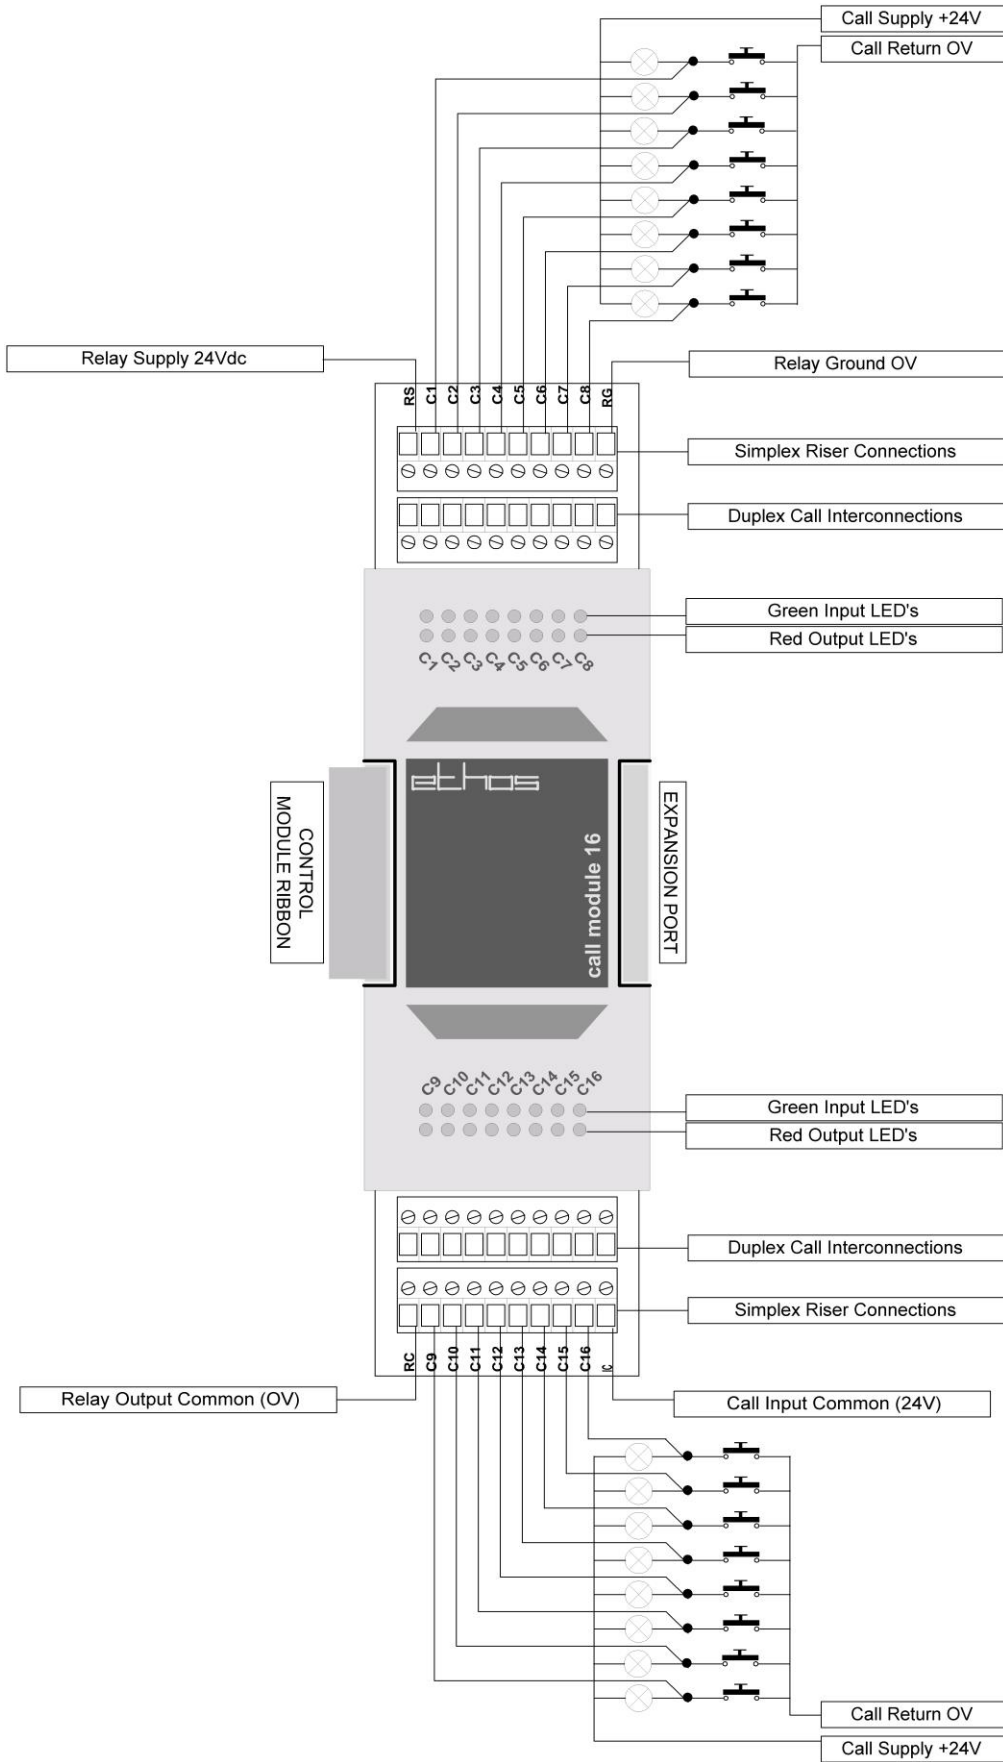 Call Supply +24V
Call Return OV
Relay Supply 24Vdc
Relay Ground OV
RS C1 C2 C3 C4 C5 C6 C7 C8 RG
Simplex Riser Connections
Duplex Call Interconnections
Green Input LED's
Red Output LED's
C1 C2 C3 C4 C5 C6 C7 C8
CONTROL
MODULE RIBBON
ethos
call module 16
EXPANSION PORT
C9 C10 C11 C12 C13 C14 C15 C16
Green Input LED's
Red Output LED's
Duplex Call Interconnections
Simplex Riser Connections
RC C9 C10 C11 C12 C13 C14 C15 C16 IC
Relay Output Common (OV)
Call Input Common (24V)
Call Return OV
Call Supply +24V